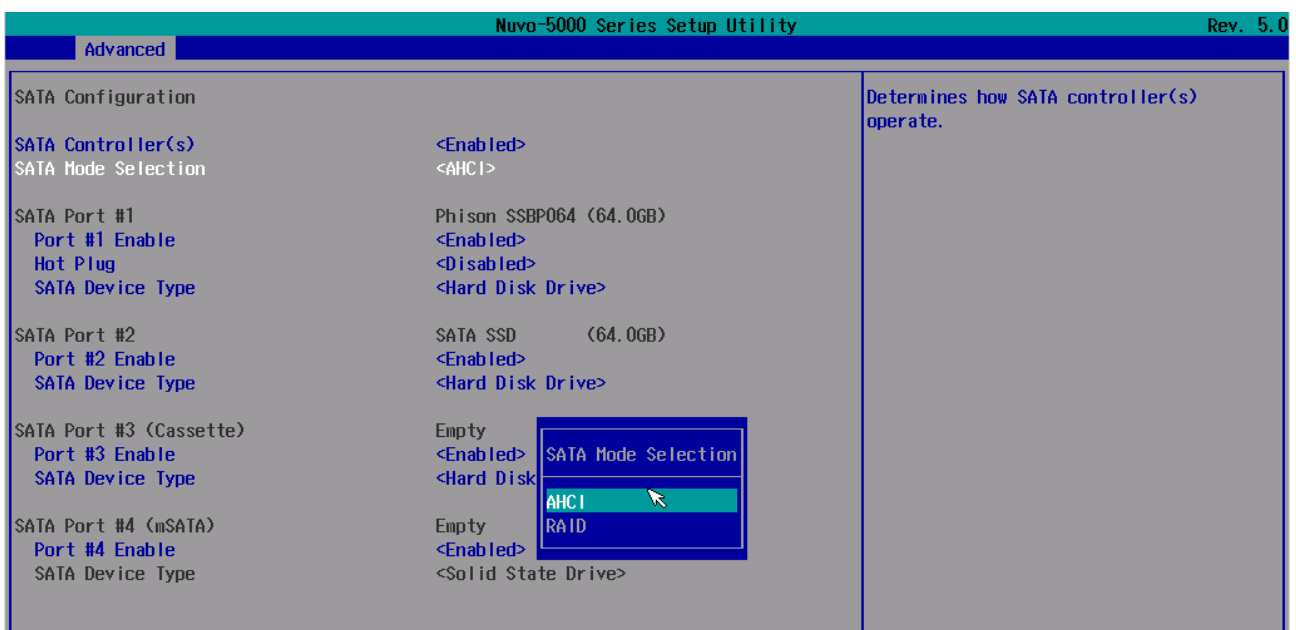 Nuvo-5000 Series Setup Utility Rev. 5.0
Advanced
SATA Configuration
Determines how SATA controller(s)
operate.
SATA Controller(s) <Enabled>
SATA Mode Selection <AHCI>
SATA Port #1 Phison SSBP064 (64.0GB)
Port #1 Enable <Enabled>
Hot Plug <Disabled>
SATA Device Type <Hard Disk Drive>
SATA Port #2 SATA SSD (64.0GB)
Port #2 Enable <Enabled>
SATA Device Type <Hard Disk Drive>
SATA Port #3 (Cassette) Empty
Port #3 Enable <Enabled>
SATA Device Type <Hard Disk
SATA Port #4 (mSATA) Empty
Port #4 Enable <Enabled>
SATA Device Type <Solid State Drive>
SATA Mode Selection
AHCI
RAID